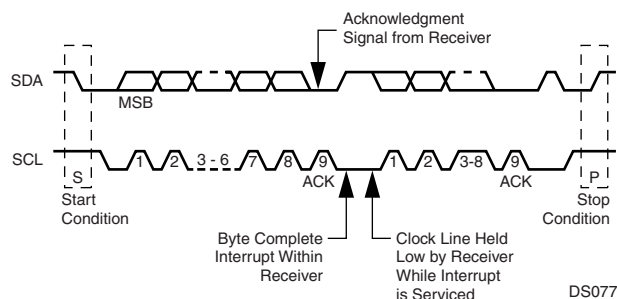 Acknowledgment
Signal from Receiver
SDA
MSB
SCL
S
1
2
3 - 6
7
8
9
ACK
1
2
3-8
9
ACK
P
Start
Condition
Stop
Condition
Byte Complete
Interrupt Within
Receiver
Clock Line Held
Low by Receiver
While Interrupt
is Serviced
DS077